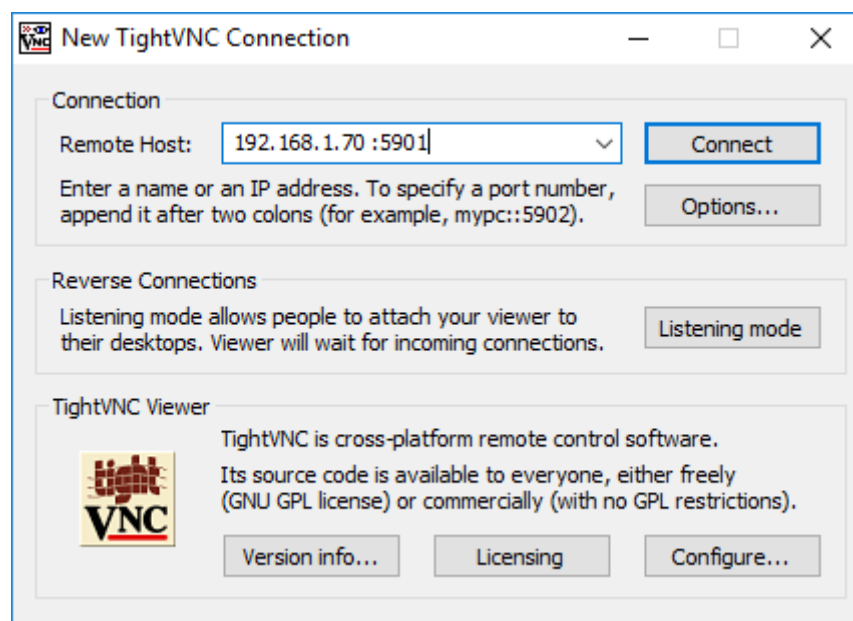 New TightVNC Connection
Connection
Remote Host:
192.168.1.70 :5901
Connect
Enter a name or an IP address. To specify a port number,
append it after two colons (for example, mypc::5902).
Options...
Reverse Connections
Listening mode allows people to attach your viewer to
their desktops. Viewer will wait for incoming connections.
Listening mode
TightVNC Viewer
tight
VNC
TightVNC is cross-platform remote control software.
Its source code is available to everyone, either freely
(GNU GPL license) or commercially (with no GPL restrictions).
Version info...
Licensing
Configure...